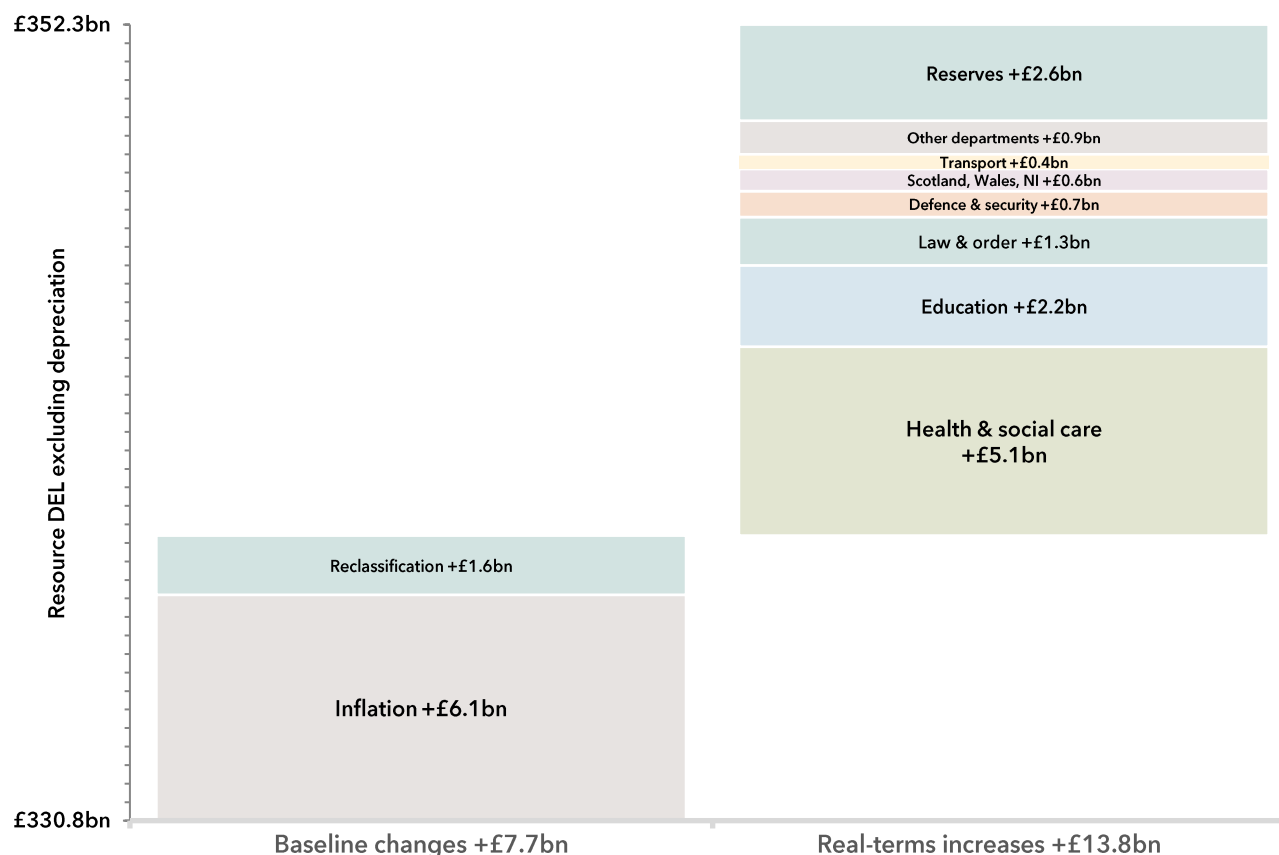 £352.3bn
Resource DEL excluding depreciation
£330.8bn
Reclassification +£1.6bn
Inflation +£6.1bn
Baseline changes +£7.7bn
Reserves +£2.6bn
Other departments +£0.9bn
Transport +£0.4bn
Scotland, Wales, NI +£0.6bn
Defence & security +£0.7bn
Law & order +£1.3bn
Education +£2.2bn
Health & social care
+£5.1bn
Real-terms increases +£13.8bn